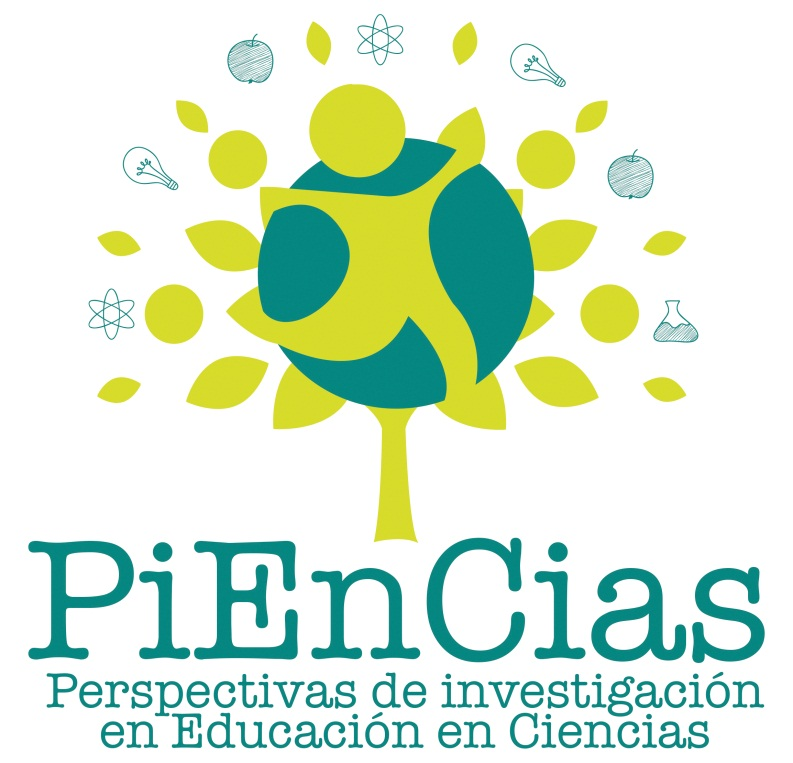 PiEnCias
Perspectivas de investigación
en Educación en Ciencias